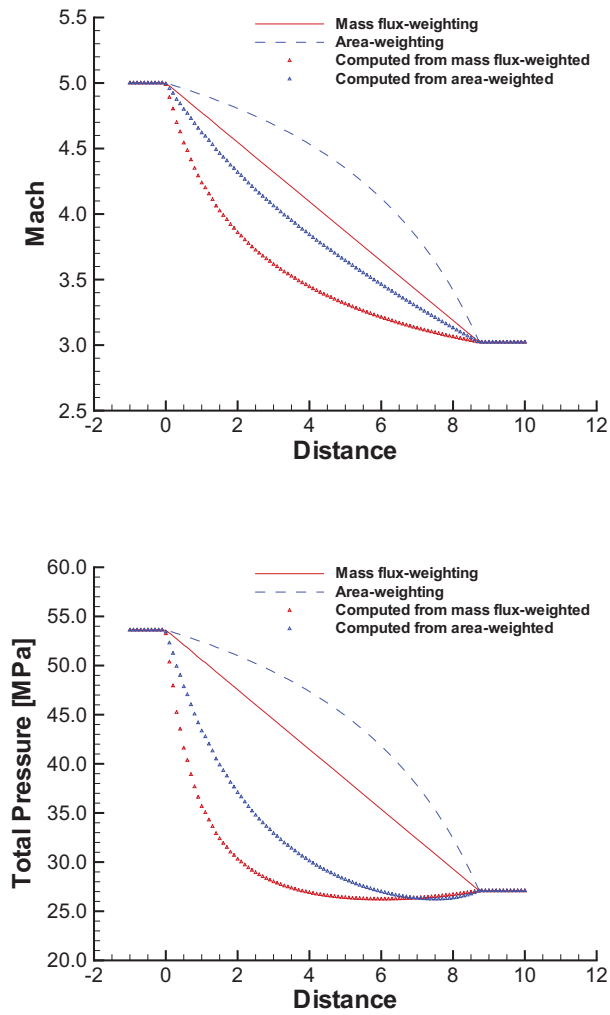 5.5
Mass flux-weighting
Area-weighting
Computed from mass flux-weighted
Computed from area-weighted
5.0
4.5
4.0
3.5
3.0
2.5
Mach
-2 0 2 4 6 8 10 12
Distance
60.0
Mass flux-weighting
Area-weighting
Computed from mass flux-weighted
Computed from area-weighted
55.0
50.0
45.0
40.0
35.0
30.0
25.0
20.0
Total Pressure [MPa]
-2 0 2 4 6 8 10 12
Distance